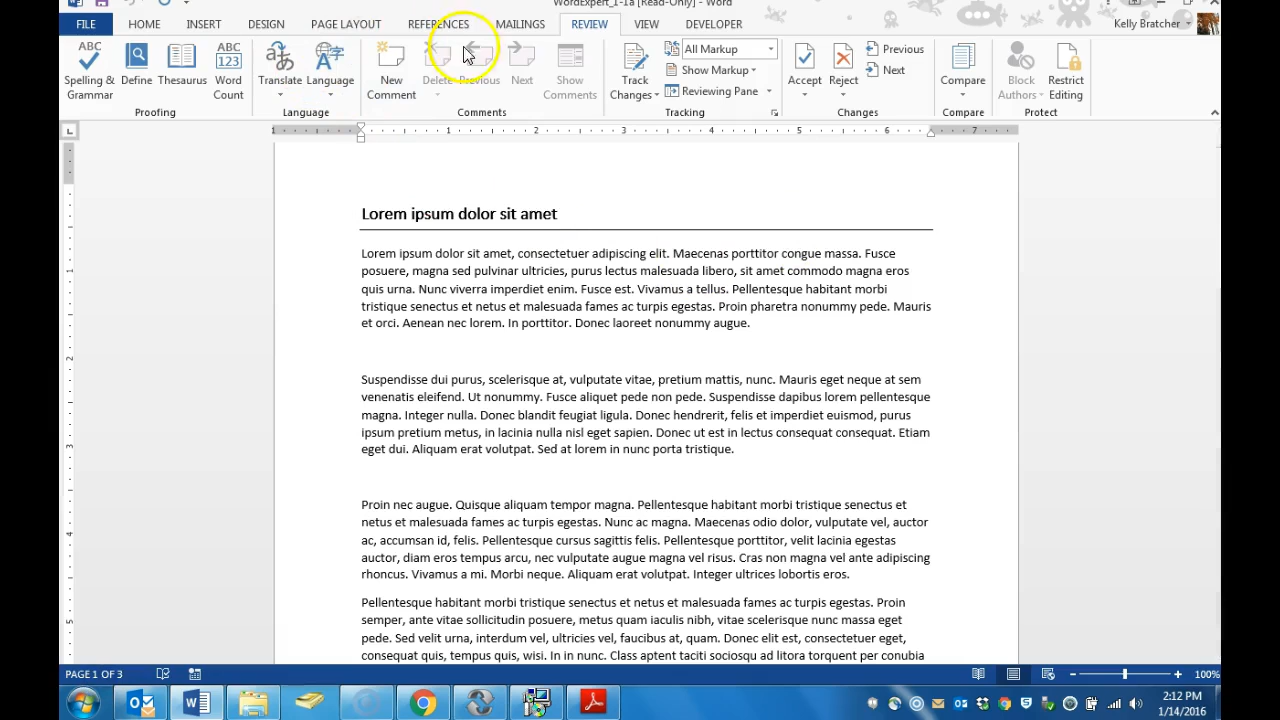 WordExpert_1-1a [Read-Only] - Word
FILE HOME INSERT DESIGN PAGE LAYOUT REFERENCES MAILINGS REVIEW VIEW DEVELOPER Kelly Bratcher
ABC ABC 123
Spelling & Grammar
Define
Thesaurus
Word Count
Translate
Language
New Comment
Delete
Previous
Next
Show Comments
Track Changes
All Markup
Show Markup
Reviewing Pane
Accept
Reject
Previous
Next
Compare
Block Authors
Restrict Editing
Proofing Language Comments Tracking Changes Compare Protect
L 1 1 2 3 4 5 6 7
Lorem ipsum dolor sit amet
Lorem ipsum dolor sit amet, consectetuer adipiscing elit. Maecenas porttitor congue massa. Fusce
posuere, magna sed pulvinar ultricies, purus lectus malesuada libero, sit amet commodo magna eros
quis urna. Nunc viverra imperdiet enim. Fusce est. Vivamus a tellus. Pellentesque habitant morbi
tristique senectus et netus et malesuada fames ac turpis egestas. Proin pharetra nonummy pede. Mauris
et orci. Aenean nec lorem. In porttitor. Donec laoreet nonummy augue.
Suspendisse dui purus, scelerisque at, vulputate vitae, pretium mattis, nunc. Mauris eget neque at sem
venenatis eleifend. Ut nonummy. Fusce aliquet pede non pede. Suspendisse dapibus lorem pellentesque
magna. Integer nulla. Donec blandit feugiat ligula. Donec hendrerit, felis et imperdiet euismod, purus
ipsum pretium metus, in lacinia nulla nisl eget sapien. Donec ut est in lectus consequat consequat. Etiam
eget dui. Aliquam erat volutpat. Sed at lorem in nunc porta tristique.
Proin nec augue. Quisque aliquam tempor magna. Pellentesque habitant morbi tristique senectus et
netus et malesuada fames ac turpis egestas. Nunc ac magna. Maecenas odio dolor, vulputate vel, auctor
ac, accumsan id, felis. Pellentesque cursus sagittis felis. Pellentesque porttitor, velit lacinia egestas
auctor, diam eros tempus arcu, nec vulputate augue magna vel risus. Cras non magna vel ante adipiscing
rhoncus. Vivamus a mi. Morbi neque. Aliquam erat volutpat. Integer ultrices lobortis eros.
Pellentesque habitant morbi tristique senectus et netus et malesuada fames ac turpis egestas. Proin
semper, ante vitae sollicitudin posuere, metus quam iaculis nibh, vitae scelerisque nunc massa eget
pede. Sed velit urna, interdum vel, ultricies vel, faucibus at, quam. Donec elit est, consectetuer eget,
consequat quis, tempus quis, wisi. In in nunc. Class aptent taciti sociosqu ad litora torquent per conubia
1 2 3 4 5
PAGE 1 OF 3 100%
2:12 PM
1/14/2016